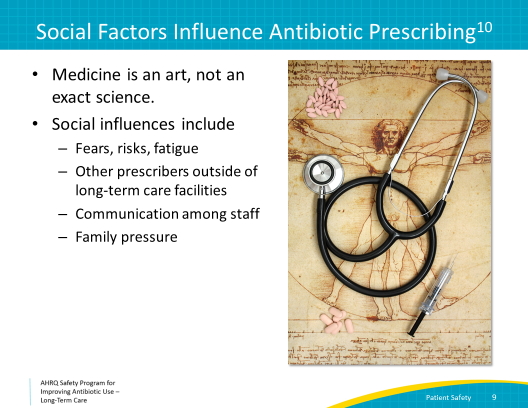 Social Factors Influence Antibiotic Prescribing10
• Medicine is an art, not an
exact science.
• Social influences include
– Fears, risks, fatigue
– Other prescribers outside of
long-term care facilities
– Communication among staff
– Family pressure
AHRQ Safety Program for
Improving Antibiotic Use –
Long-Term Care
Patient Safety
9